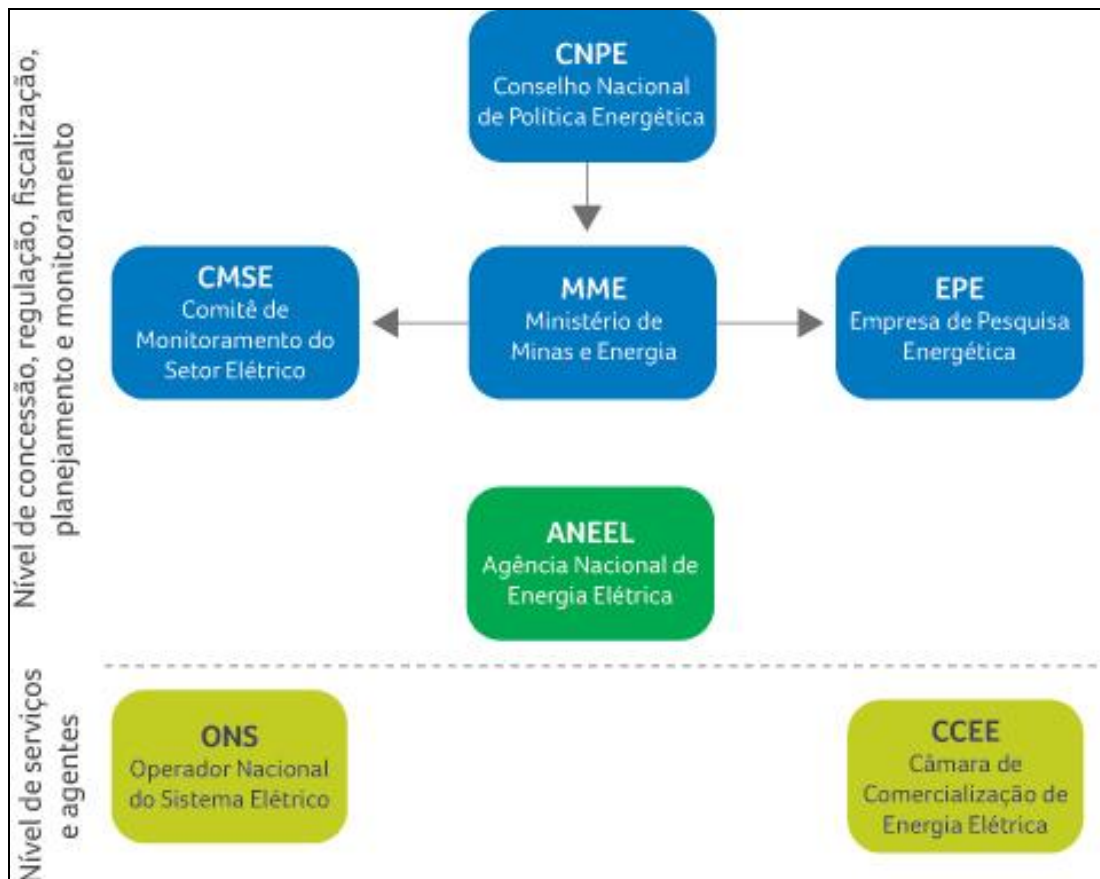 Nível de concessão, regulação, fiscalização,
planejamento e monitoramento
CNPE
Conselho Nacional
de Política Energética
CMSE
Comitê de
Monitoramento do
Setor Elétrico
MME
Ministério de
Minas e Energia
EPE
Empresa de Pesquisa
Energética
ANEEL
Agência Nacional de
Energia Elétrica
Nível de serviços
e agentes
ONS
Operador Nacional
do Sistema Elétrico
CCEE
Câmara de
Comercialização de
Energia Elétrica